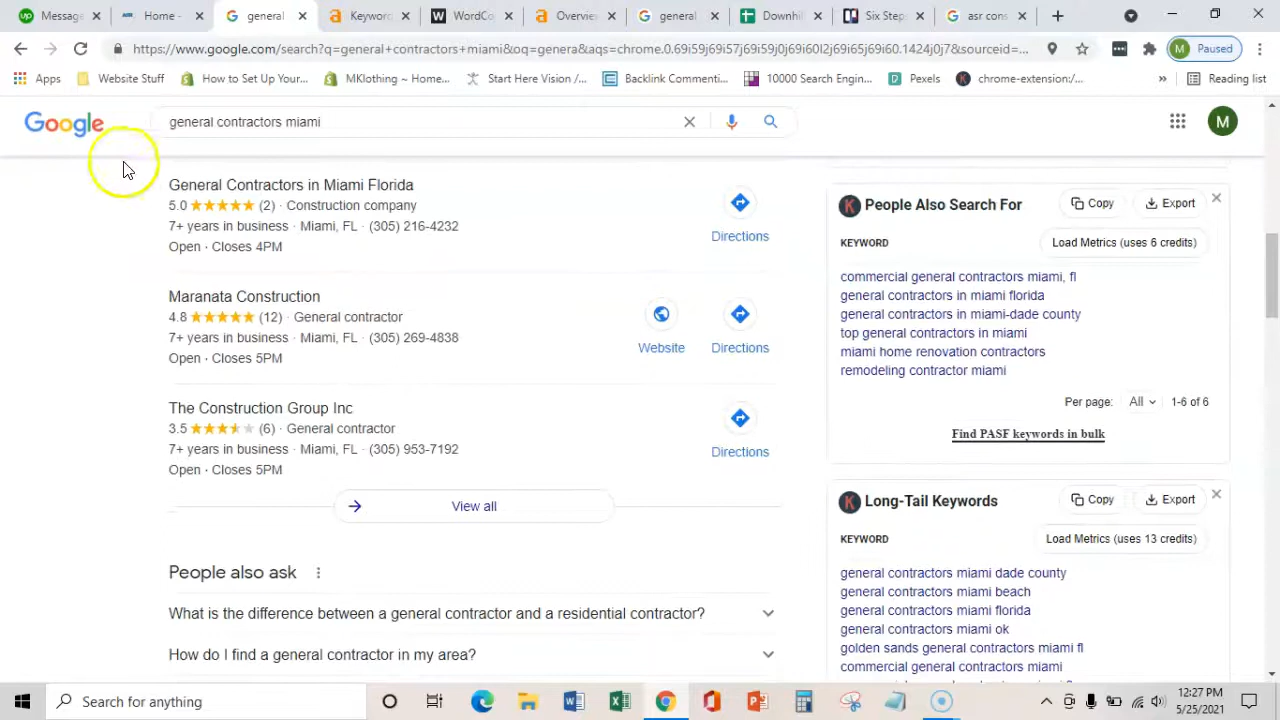 Messag
Home -
general
Keyword
WordCo
Overvie
general
Downhi
Six Step
asr cons
https://www.google.com/search?q=general+contractors+miami&oq=genera&aqs=chrome.0.69i59j69i57j69i59j0j69i60l2j69i65j69i60.1424j0j7&sourceid=...
M Paused
Apps
Website Stuff
How to Set Up Your...
MKlothing ~ Home...
Start Here Vision /...
Backlink Commenti...
10000 Search Engin...
Pexels
chrome-extension:/...
»
Reading list
Google
general contractors miami
M
General Contractors in Miami Florida
5.0 (2) · Construction company
7+ years in business · Miami, FL · (305) 216-4232
Open · Closes 4PM
Directions
Maranata Construction
4.8 (12) · General contractor
7+ years in business · Miami, FL · (305) 269-4838
Open · Closes 5PM
Website
Directions
The Construction Group Inc
3.5 (6) · General contractor
7+ years in business · Miami, FL · (305) 953-7192
Open · Closes 5PM
Directions
View all
People also ask
What is the difference between a general contractor and a residential contractor?
How do I find a general contractor in my area?
K People Also Search For
Copy
Export
KEYWORD
Load Metrics (uses 6 credits)
commercial general contractors miami, fl
general contractors in miami florida
general contractors in miami-dade county
top general contractors in miami
miami home renovation contractors
remodeling contractor miami
Per page: All 1-6 of 6
Find PASF keywords in bulk
K Long-Tail Keywords
Copy
Export
KEYWORD
Load Metrics (uses 13 credits)
general contractors miami dade county
general contractors miami beach
general contractors miami florida
general contractors miami ok
golden sands general contractors miami fl
commercial general contractors miami
Search for anything
12:27 PM
5/25/2021